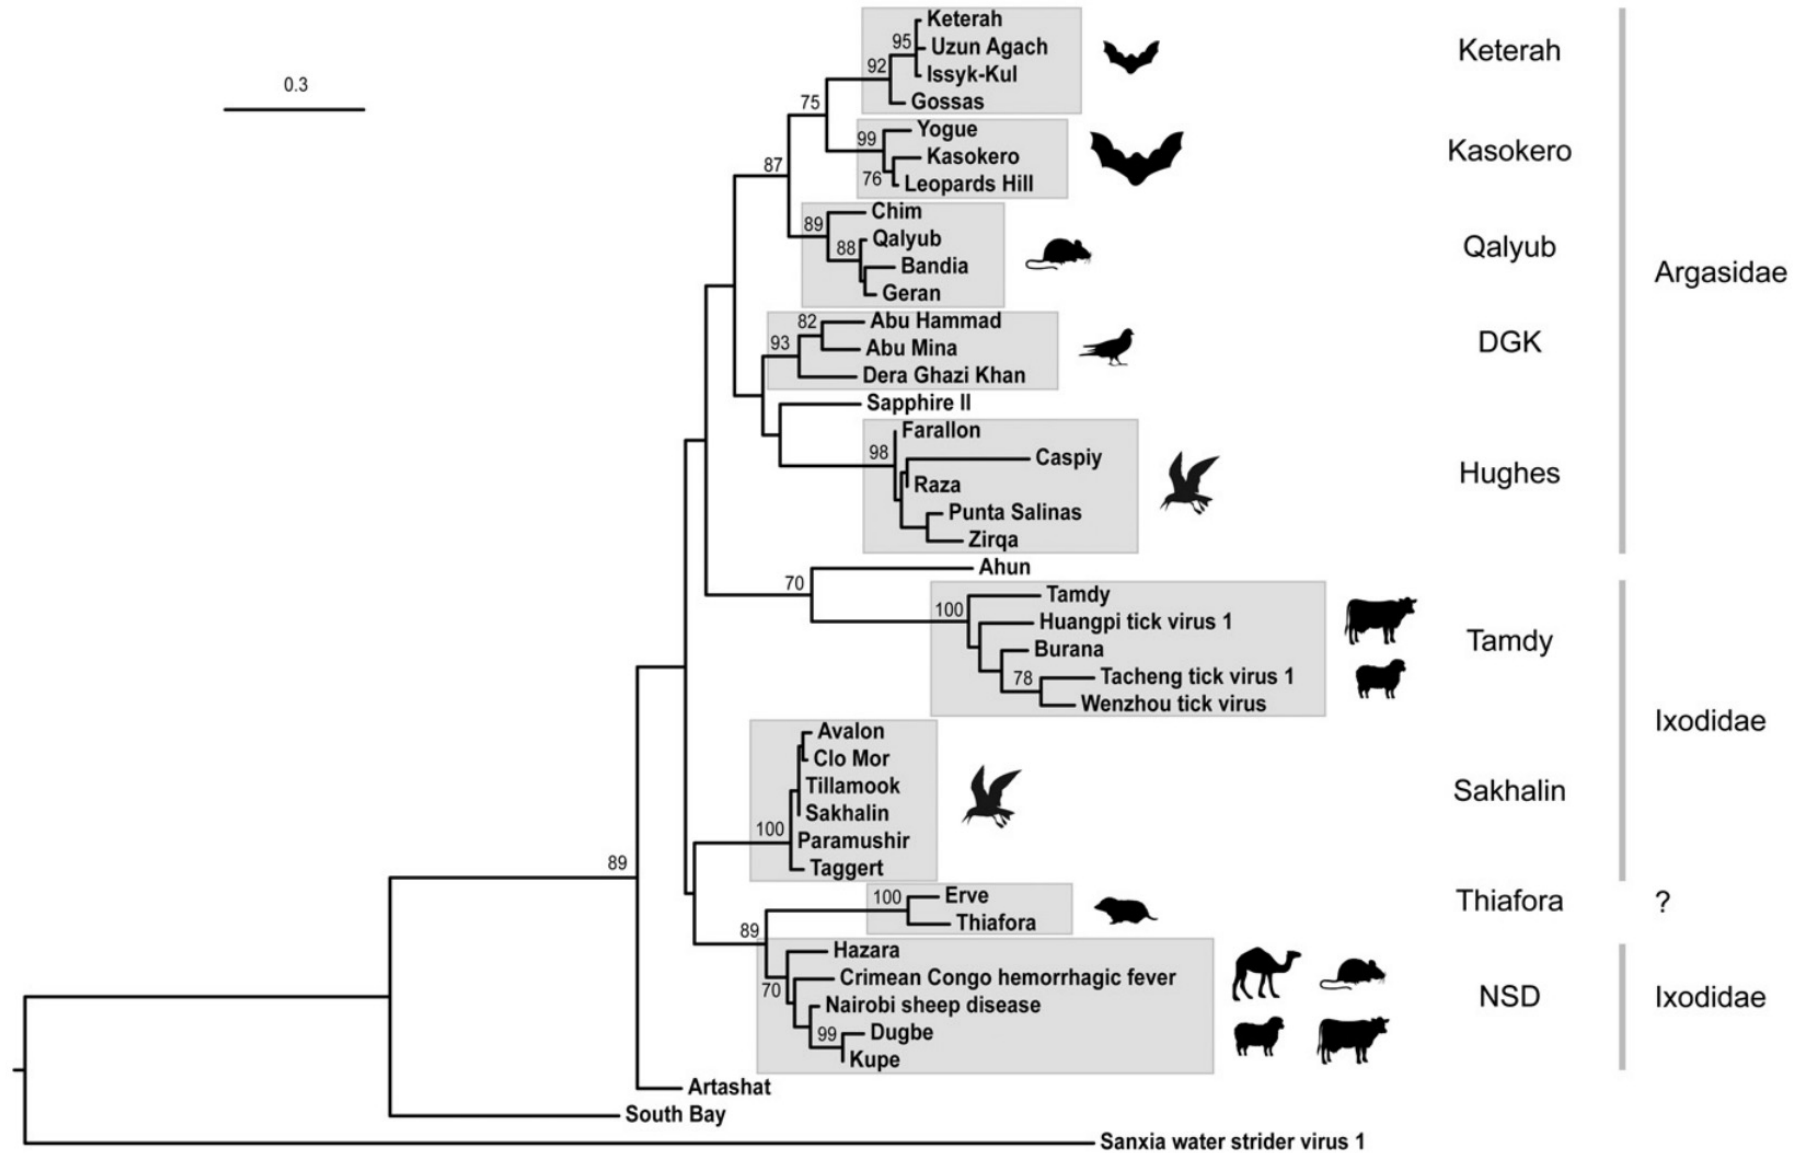 0.3
Keterah
95
Uzun Agach
Keterah
92
Issyk-Kul
75
Gossas
Yogue
99
Kasokero
Kasokero
87
76
Leopards Hill
Chim
89
Qalyub
88
Qalyub
Bandia
Argasidae
Geran
82
Abu Hammad
93
Abu Mina
DGK
Dera Ghazi Khan
Sapphire II
Farallon
98
Caspiy
Hughes
Raza
Punta Salinas
Zirqa
Ahun
70
Tamdy
100
Huangpi tick virus 1
Tamdy
Burana
78
Tacheng tick virus 1
Wenzhou tick virus
Ixodidae
Avalon
Clo Mor
Tillamook
Sakhalin
Sakhalin
100
Paramushir
Taggert
89
Erve
100
Thiafora
?
Thiafora
89
Hazara
Crimean Congo hemorrhagic fever
70
Nairobi sheep disease
NSD
Ixodidae
99
Dugbe
Kupe
Artashat
South Bay
Sanxia water strider virus 1